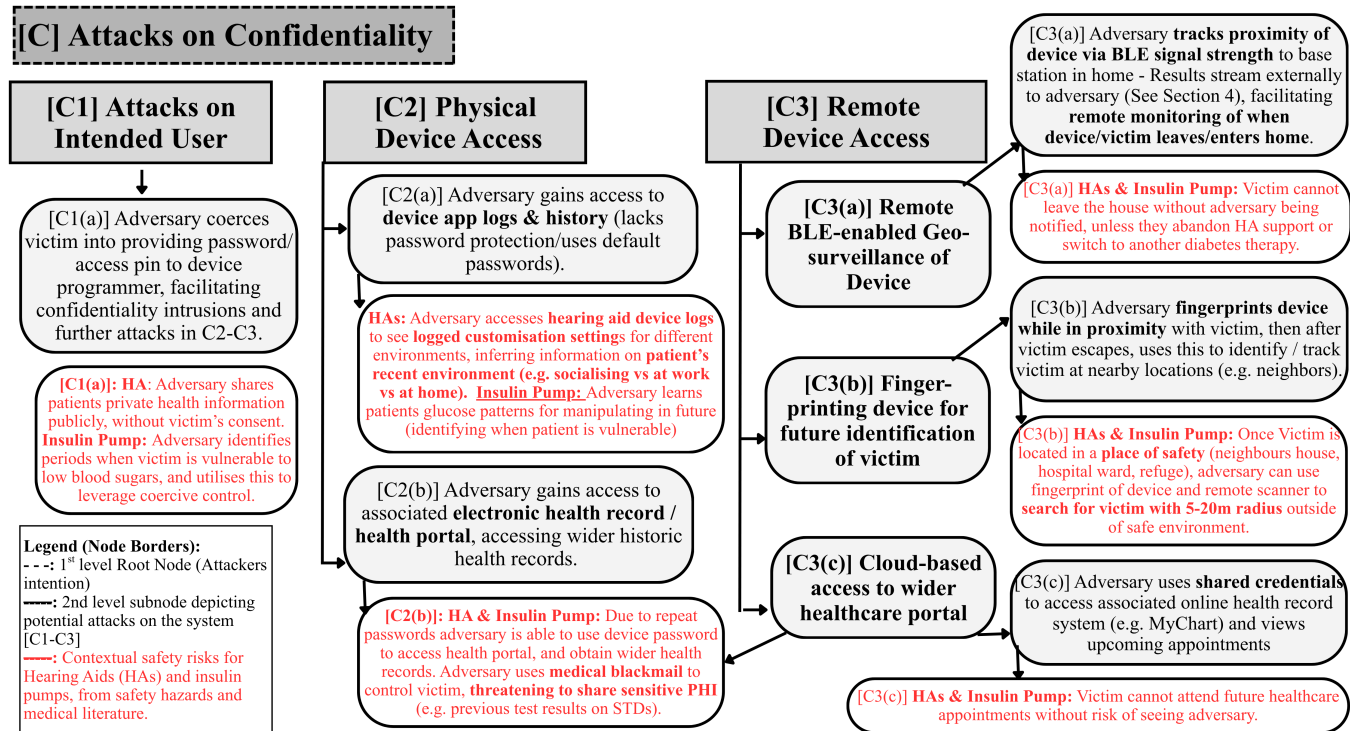 [C] Attacks on Confidentiality
[C1] Attacks on
Intended User
[C1(a)] Adversary coerces
victim into providing password/
access pin to device
programmer, facilitating
confidentiality intrusions and
further attacks in C2-C3.
[C1(a)]: HA: Adversary shares
patients private health information
publicly, without victim's consent.
Insulin Pump: Adversary identifies
periods when victim is vulnerable to
low blood sugars, and utilises this to
leverage coercive control.
Legend (Node Borders):
- - -: 1st level Root Node (Attackers
intention)
-----: 2nd level subnode depicting
potential attacks on the system
[C1-C3]
-----: Contextual safety risks for
Hearing Aids (HAs) and insulin
pumps, from safety hazards and
medical literature.
[C2] Physical
Device Access
[C2(a)] Adversary gains access to
device app logs & history (lacks
password protection/uses default
passwords).
HAs: Adversary accesses hearing aid device logs
to see logged customisation settings for different
environments, inferring information on patient's
recent environment (e.g. socialising vs at work
vs at home). Insulin Pump: Adversary learns
patients glucose patterns for manipulating in future
(identifying when patient is vulnerable)
[C2(b)] Adversary gains access to
associated electronic health record /
health portal, accessing wider historic
health records.
[C2(b)]: HA & Insulin Pump: Due to repeat
passwords adversary is able to use device password
to access health portal, and obtain wider health
records. Adversary uses medical blackmail to
control victim, threatening to share sensitive PHI
(e.g. previous test results on STDs).
[C3] Remote
Device Access
[C3(a)] Remote
BLE-enabled Geo-
surveillance of
Device
[C3(b)] Finger-
printing device for
future identification
of victim
[C3(c)] Cloud-based
access to wider
healthcare portal
[C3(a)] Adversary tracks proximity of
device via BLE signal strength to base
station in home - Results stream externally
to adversary (See Section 4), facilitating
remote monitoring of when
device/victim leaves/enters home.
[C3(a)] HAs & Insulin Pump: Victim cannot
leave the house without adversary being
notified, unless they abandon HA support or
switch to another diabetes therapy.
[C3(b)] Adversary fingerprints device
while in proximity with victim, then after
victim escapes, uses this to identify / track
victim at nearby locations (e.g. neighbors).
[C3(b)] HAs & Insulin Pump: Once Victim is
located in a place of safety (neighbours house,
hospital ward, refuge), adversary can use
fingerprint of device and remote scanner to
search for victim with 5-20m radius outside
of safe environment.
[C3(c)] Adversary uses shared credentials
to access associated online health record
system (e.g. MyChart) and views
upcoming appointments
[C3(c)] HAs & Insulin Pump: Victim cannot attend future healthcare
appointments without risk of seeing adversary.